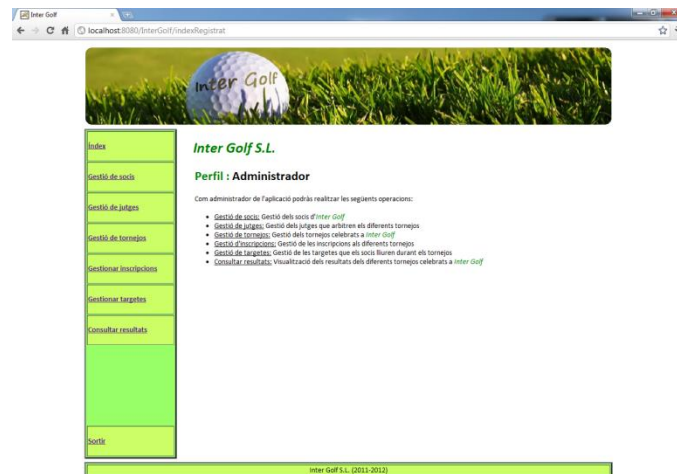 Inter Golf
localhost:8080/InterGolf/indexRegistrat
Inter Golf
Índex
Gestió de socis
Gestió de jutges
Gestió de tornejos
Gestionar inscripcions
Gestionar targetes
Consultar resultats
Sortir
Inter Golf S.L.
Perfil : Administrador
Com administrador de l'aplicació podràs realitzar les següents operacions:
Gestió de socis: Gestió dels socis d'Inter Golf
Gestió de jutges: Gestió dels jutges que arbitren els diferents tornejos
Gestió de tornejos: Gestió dels tornejos celebrats a Inter Golf
Gestió d'inscripcions: Gestió de les inscripcions als diferents tornejos
Gestió de targetes: Gestió de les targetes que els socis lliuren durant els tornejos
Consultar resultats: Visualització dels resultats dels diferents tornejos celebrats a Inter Golf
Inter Golf S.L. (2011-2012)